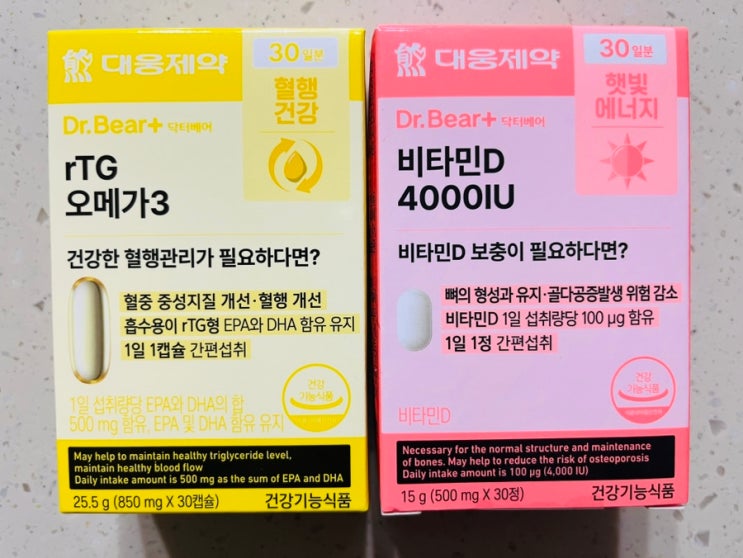 대웅제약
30 일분
혈행
건강
Dr.Bear+ 닥터베어
rTG
오메가3
건강한 혈행관리가 필요하다면?
혈중 중성지질 개선·혈행 개선
흡수용이 rTG형 EPA와 DHA 함유 유지
1일 1캡슐 간편섭취
건강
기능식품
1일 섭취량당 EPA와 DHA의 합
500 mg 함유, EPA 및 DHA 함유 유지
May help to maintain healthy triglyceride level,
maintain healthy blood flow
Daily intake amount is 500 mg as the sum of EPA and DHA
25.5 g (850 mg X 30캡슐)
건강기능식품
대웅제약
30 일분
햇빛
에너지
Dr.Bear+ 닥터베어
비타민D
4000IU
비타민D 보충이 필요하다면?
뼈의 형성과 유지·골다공증발생 위험 감소
비타민D 1일 섭취량당 100 μg 함유
1일 1정 간편섭취
건강
기능식품
비타민D
Necessary for the normal structure and maintenance
of bones. May help to reduce the risk of osteoporosis
Daily intake amount is 100 μg (4,000 IU)
15 g (500 mg X 30정)
건강기능식품